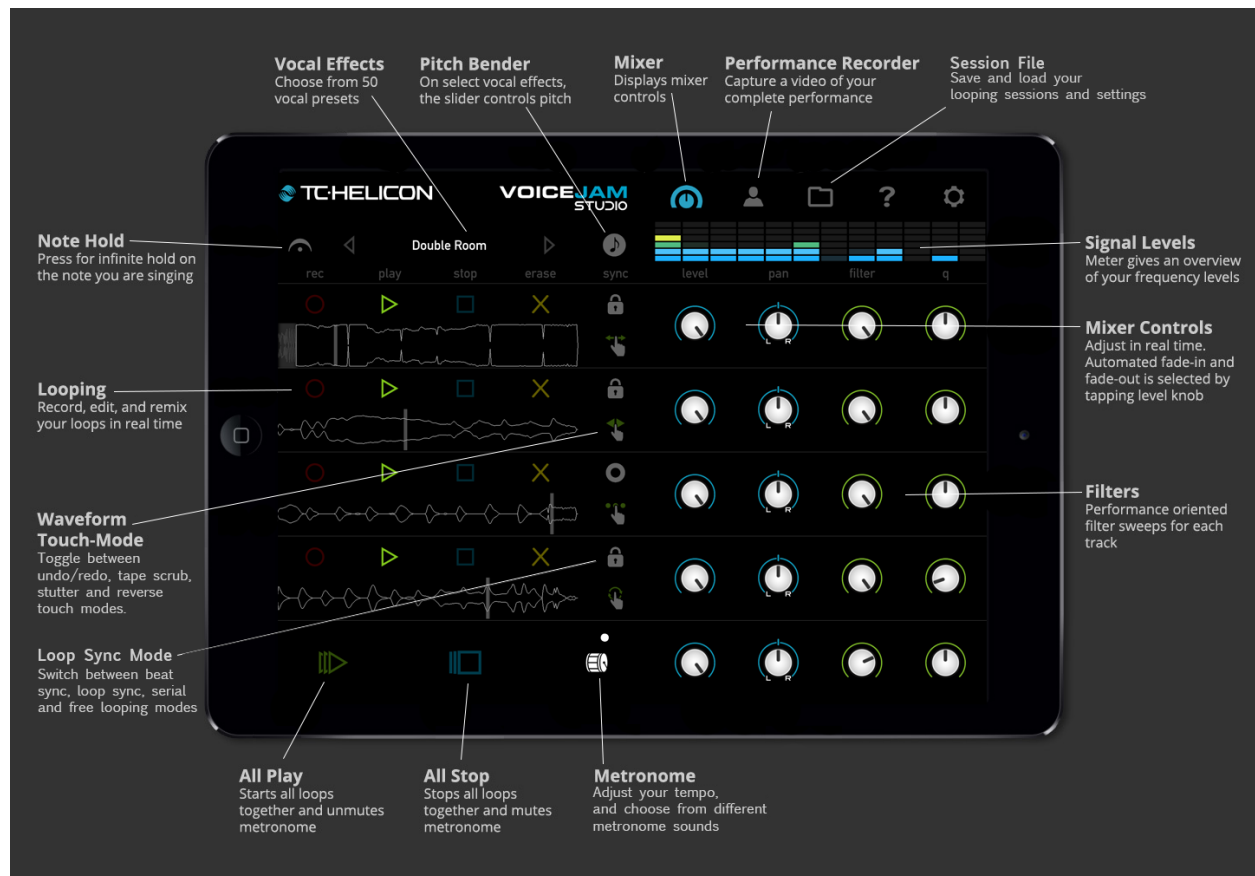 Vocal Effects
Choose from 50
vocal presets
Pitch Bender
On select vocal effects,
the slider controls pitch
Mixer
Displays mixer
controls
Performance Recorder
Capture a video of your
complete performance
Session File
Save and load your
looping sessions and settings
TC·HELICON
VOICEJAM
STUDIO
?
Note Hold
Press for infinite hold on
the note you are singing
Double Room
Signal Levels
Meter gives an overview
of your frequency levels
rec play stop erase sync level pan filter q
L R
Mixer Controls
Adjust in real time.
Automated fade-in and
fade-out is selected by
tapping level knob
Looping
Record, edit, and remix
your loops in real time
L R
L R
Filters
Performance oriented
filter sweeps for each
track
Waveform
Touch-Mode
Toggle between
undo/redo, tape scrub,
stutter and reverse
touch modes.
L R
Loop Sync Mode
Switch between beat
sync, loop sync, serial
and free looping modes
L R
All Play
Starts all loops
together and unmutes
metronome
All Stop
Stops all loops
together and mutes
metronome
Metronome
Adjust your tempo,
and choose from different
metronome sounds